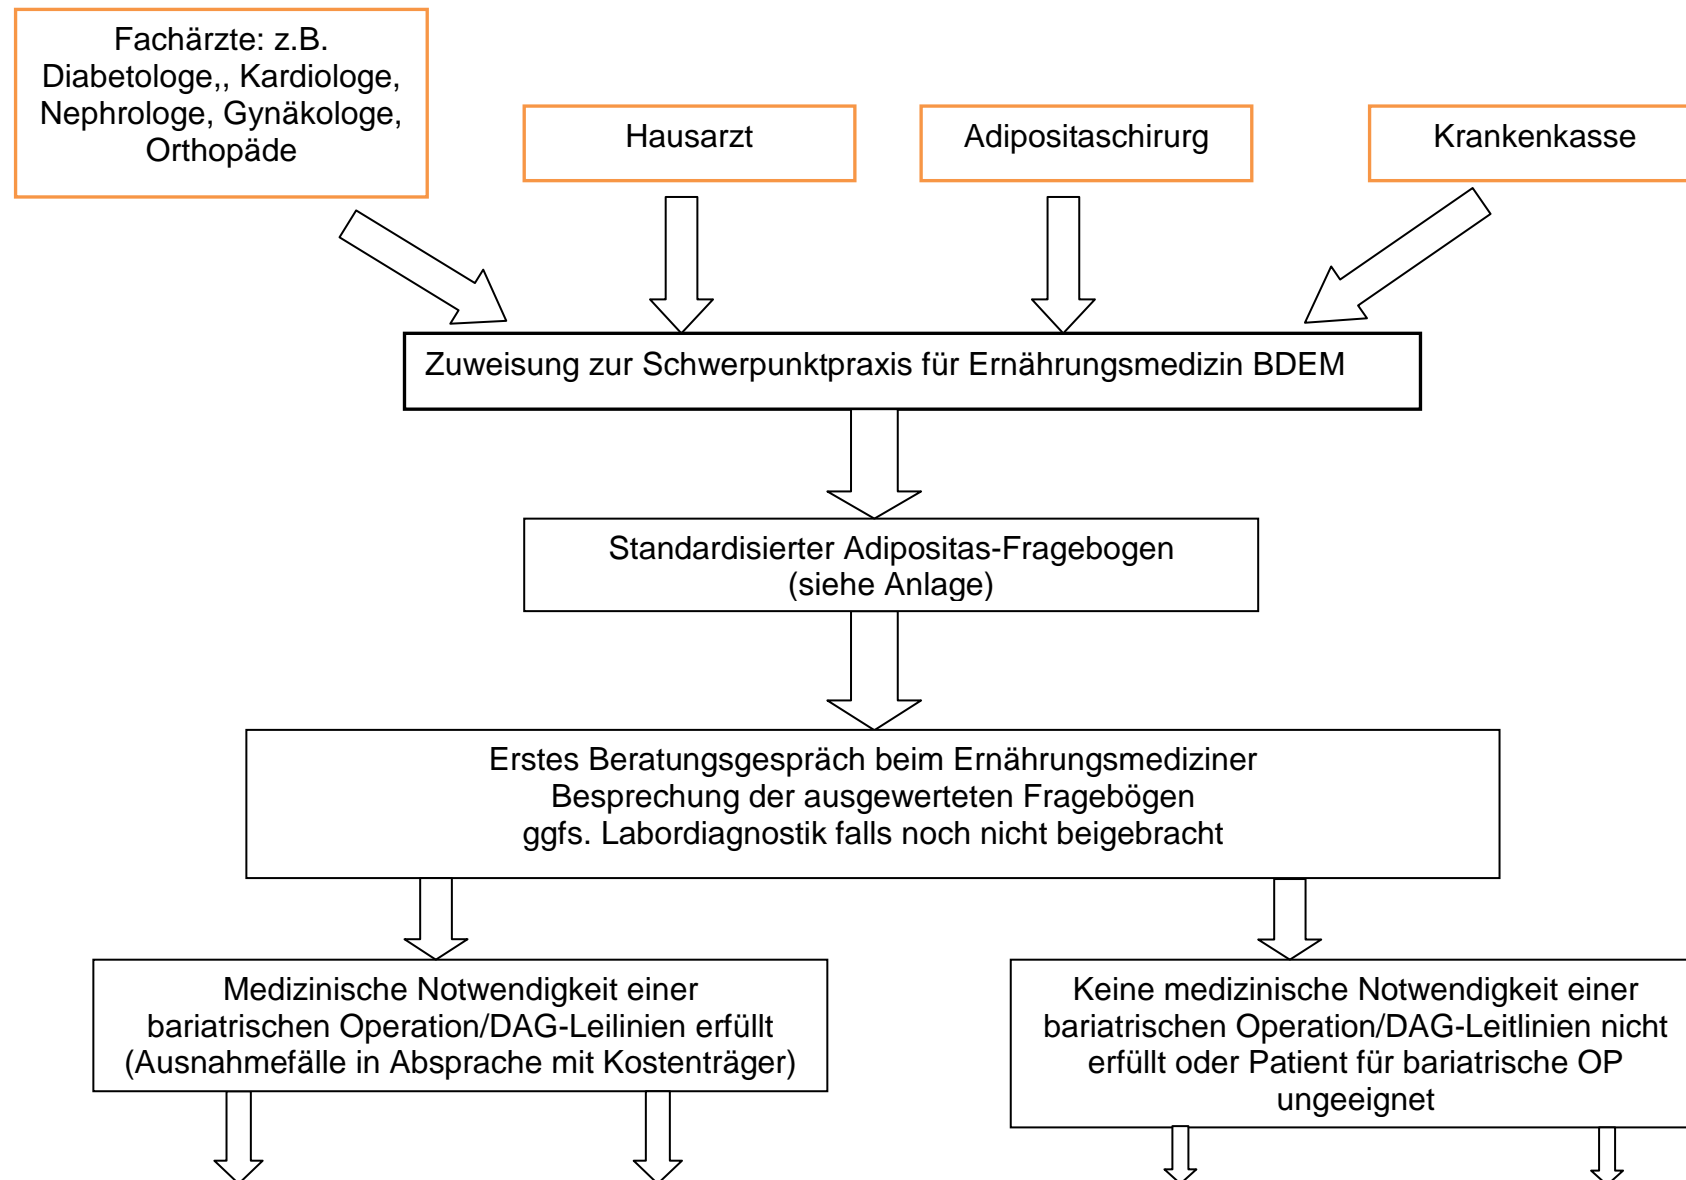 Fachärzte: z.B.
Diabetologe,, Kardiologe,
Nephrologe, Gynäkologe,
Orthopäde
Hausarzt
Adipositaschirurg
Krankenkasse
Zuweisung zur Schwerpunktpraxis für Ernährungsmedizin BDEM
Standardisierter Adipositas-Fragebogen
(siehe Anlage)
Erstes Beratungsgespräch beim Ernährungsmediziner
Besprechung der ausgewerteten Fragebögen
ggfs. Labordiagnostik falls noch nicht beigebracht
Medizinische Notwendigkeit einer
bariatrischen Operation/DAG-Leilinien erfüllt
(Ausnahmefälle in Absprache mit Kostenträger)
Keine medizinische Notwendigkeit einer
bariatrischen Operation/DAG-Leitlinien nicht
erfüllt oder Patient für bariatrische OP
ungeeignet